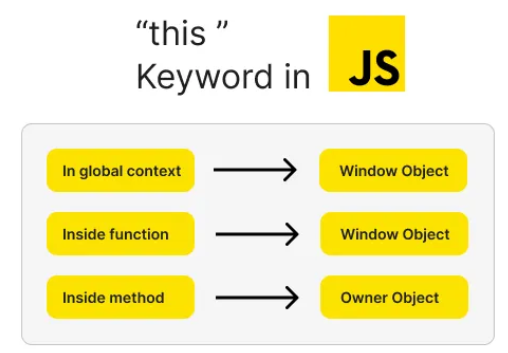 “this ”
Keyword in JS
In global context Window Object
Inside function Window Object
Inside method Owner Object